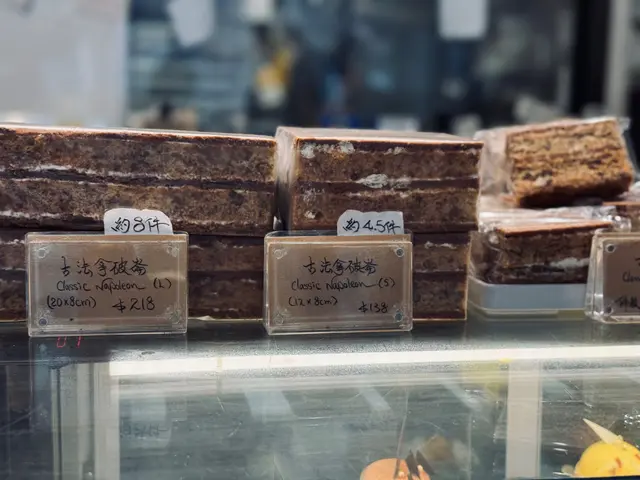 約8件
古法拿破崙
Classic Napoleon (L)
(20x8cm) $218
約4.5件
古法拿破崙
Classic Napoleon (S)
(12x8cm) $138